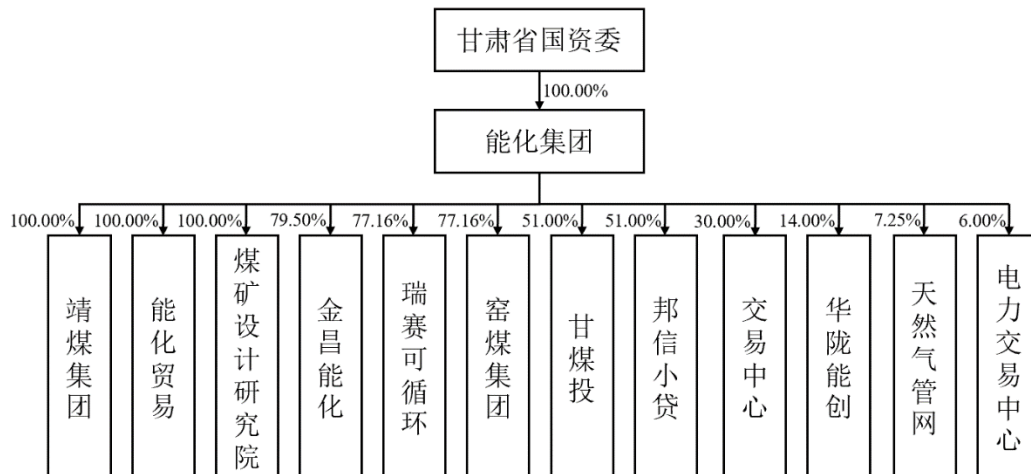 甘肃省国资委
100.00%
能化集团
100.00%
100.00%
100.00%
79.50%
77.16%
77.16%
51.00%
51.00%
30.00%
14.00%
7.25%
6.00%
靖煤集团
能化贸易
煤矿设计研究院
金昌能化
瑞赛可循环
窑煤集团
甘煤投
邦信小贷
交易中心
华陇能创
天然气管网
电力交易中心